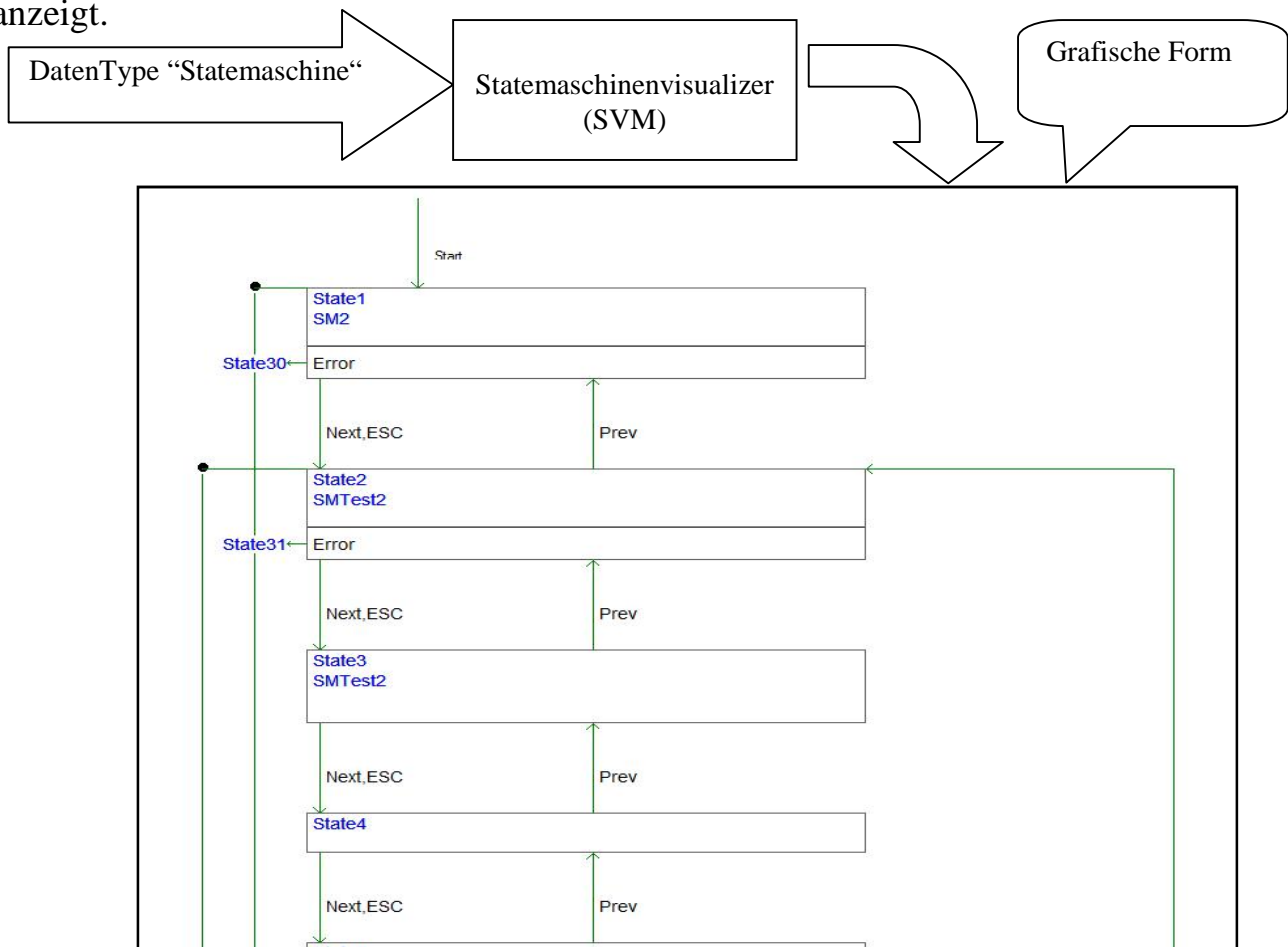 anzeigt.
DatenType “Statemaschine“
Statemaschinenvisualizer
(SVM)
Grafische Form
Start
State1
SM2
State30
Error
Next,ESC
Prev
State2
SMTest2
State31
Error
Next,ESC
Prev
State3
SMTest2
Next,ESC
Prev
State4
Next,ESC
Prev